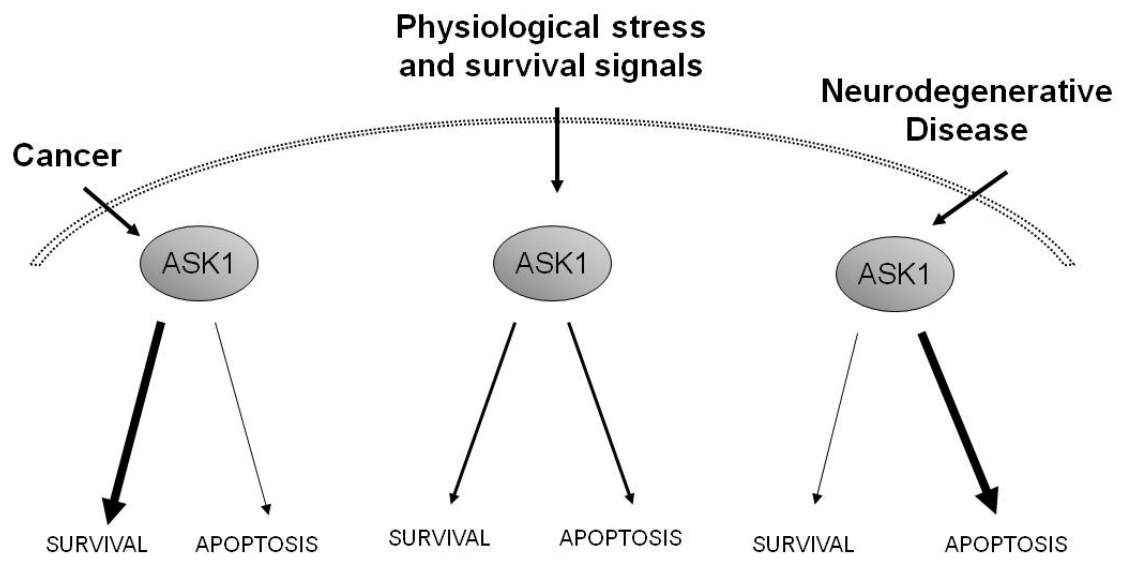 Physiological stress
and survival signals
Neurodegenerative
Disease
Cancer
ASK1
ASK1
ASK1
SURVIVAL
APOPTOSIS
SURVIVAL
APOPTOSIS
SURVIVAL
APOPTOSIS